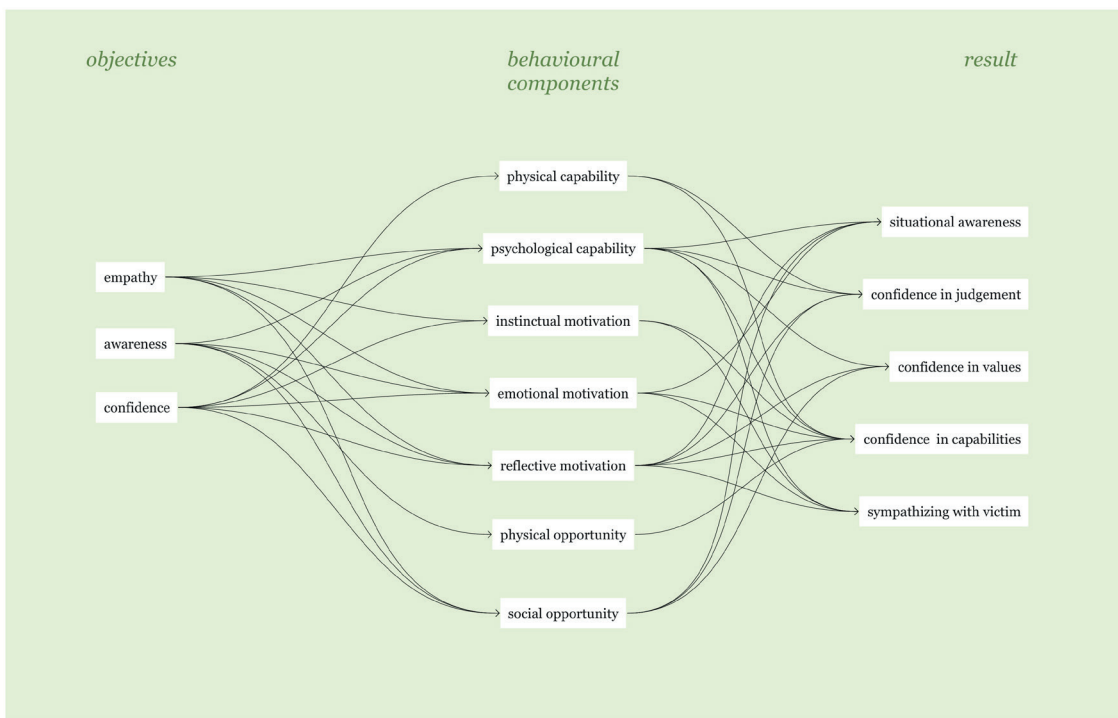 objectives
behavioural
components
result
physical capability
psychological capability
instinctual motivation
emotional motivation
reflective motivation
physical opportunity
social opportunity
empathy
awareness
confidence
situational awareness
confidence in judgement
confidence in values
confidence in capabilities
sympathizing with victim